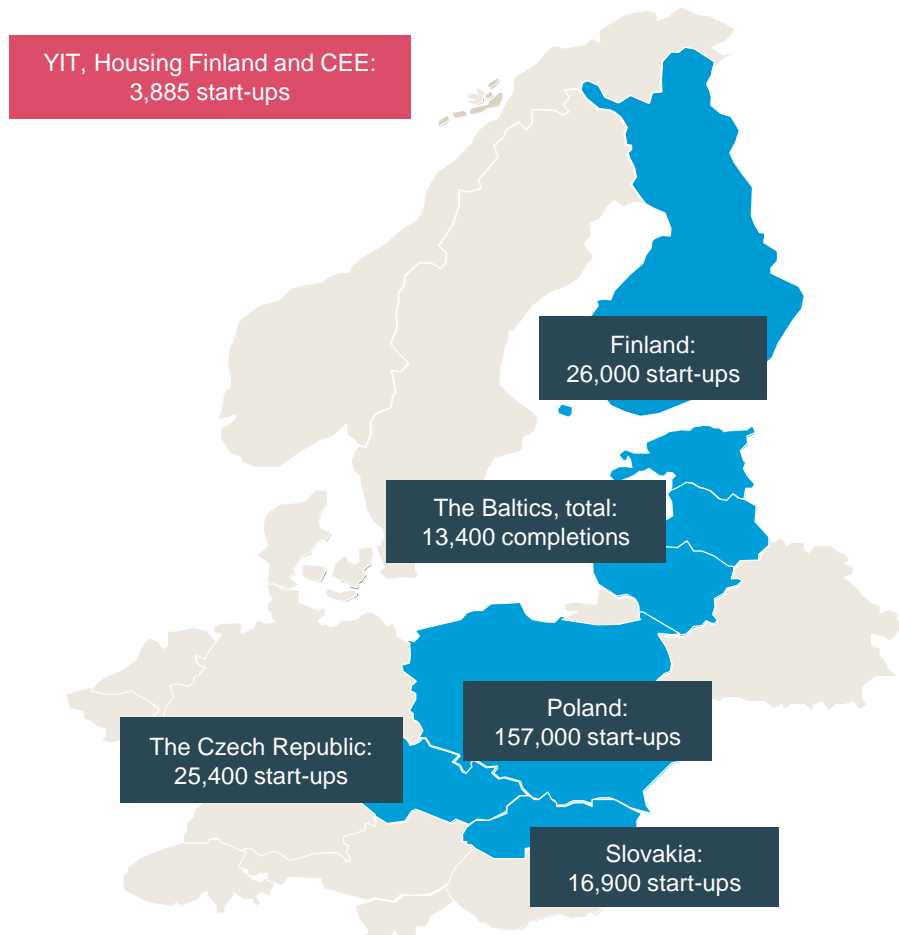 YIT, Housing Finland and CEE:
3,885 start-ups
Finland:
26,000 start-ups
The Baltics, total:
13,400 completions
Poland:
157,000 start-ups
The Czech Republic:
25,400 start-ups
Slovakia:
16,900 start-ups